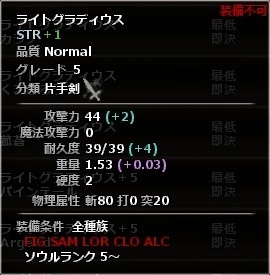 装備不可
ライトグラディウス
STR+1
品質 Normal
グレード 5
分類 片手剣
攻撃力 44 (+2)
魔法攻撃力 0
耐久度 39/39 (+4)
重量 1.53 (+0.03)
硬度 2
物理属性 斬80 打0 突20
装備条件 全種族
FIG SAM LOR CLO ALC
ソウルランク 5～